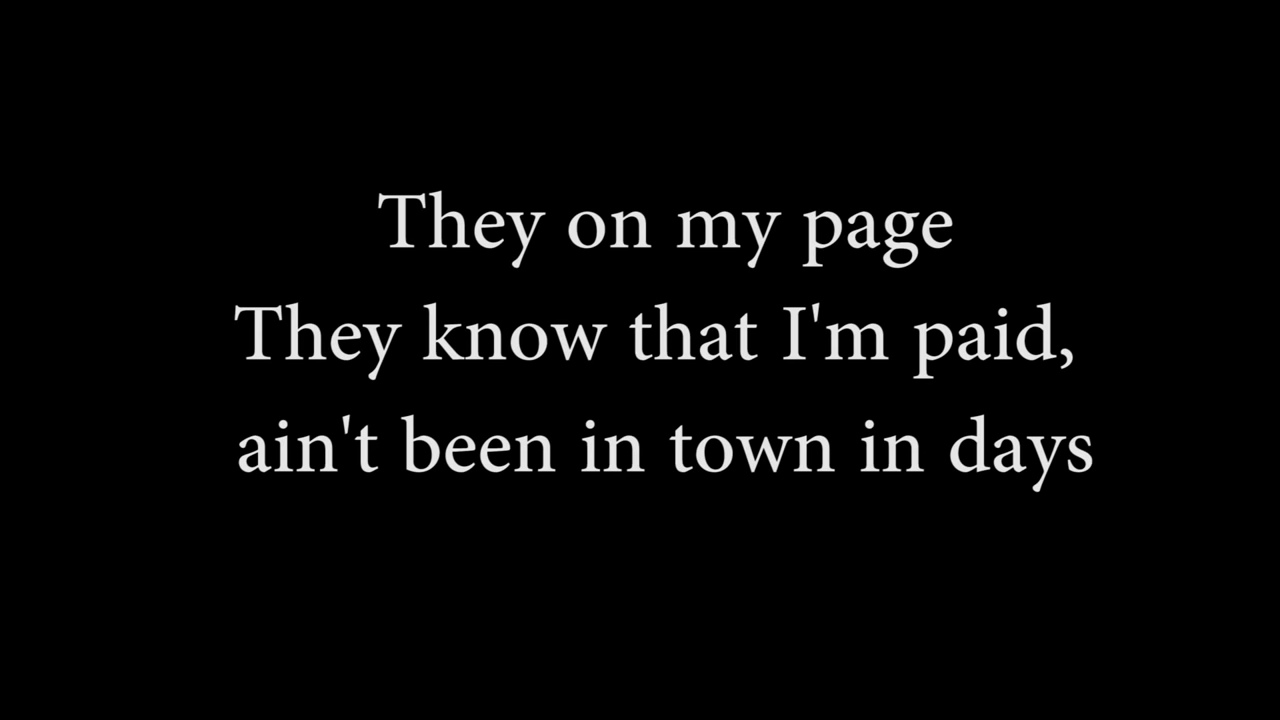 They on my page
They know that I'm paid,
ain't been in town in days